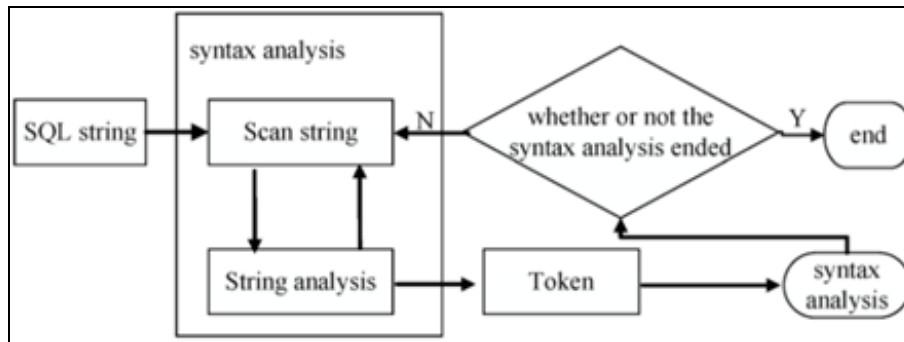 syntax analysis
SQL string
Scan string
N
whether or not the
syntax analysis ended
Y
end
String analysis
Token
syntax
analysis